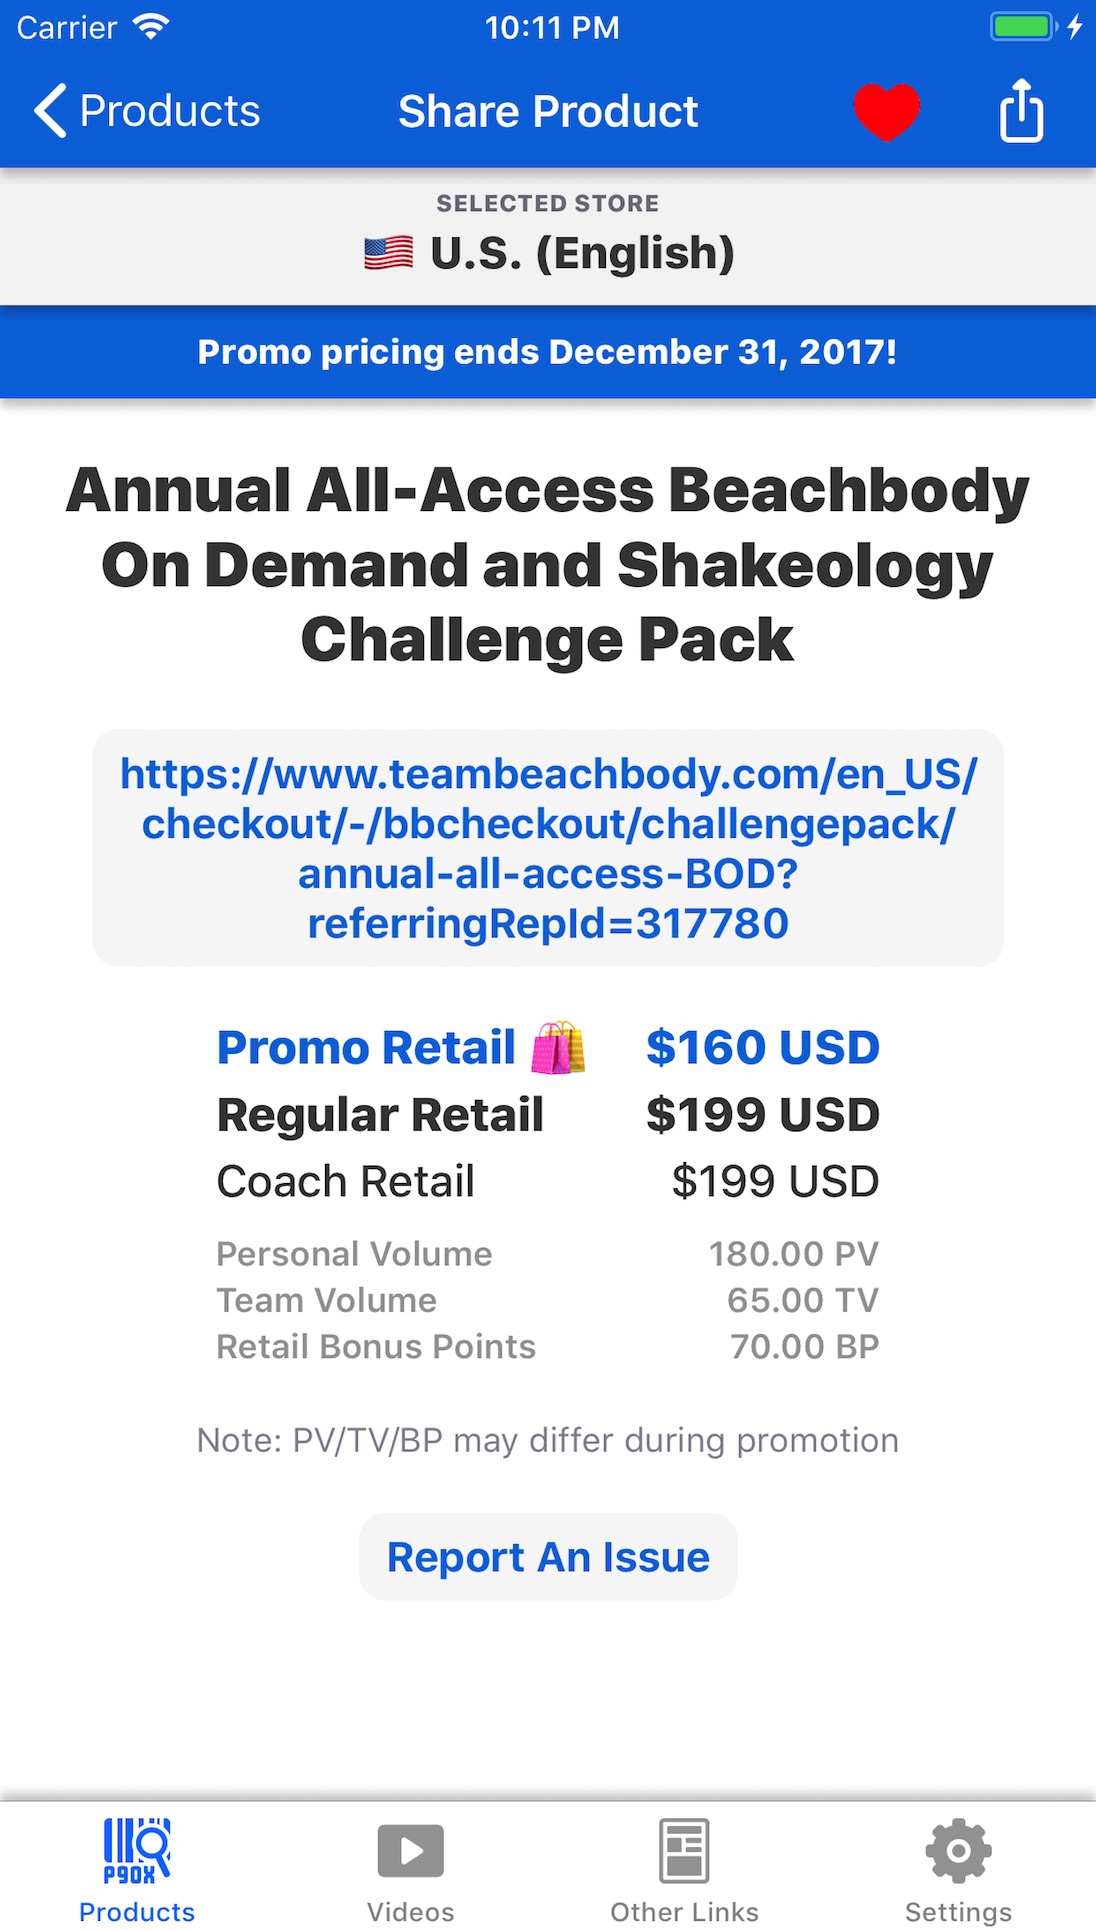 Carrier 10:11 PM
Products Share Product
SELECTED STORE
U.S. (English)
Promo pricing ends December 31, 2017!
Annual All-Access Beachbody
On Demand and Shakeology
Challenge Pack
https://www.teambeachbody.com/en_US/
checkout/-/bbcheckout/challengepack/
annual-all-access-BOD?
referringRepId=317780
Promo Retail $160 USD
Regular Retail $199 USD
Coach Retail $199 USD
Personal Volume 180.00 PV
Team Volume 65.00 TV
Retail Bonus Points 70.00 BP
Note: PV/TV/BP may differ during promotion
Report An Issue
P90X
Products Videos Other Links Settings